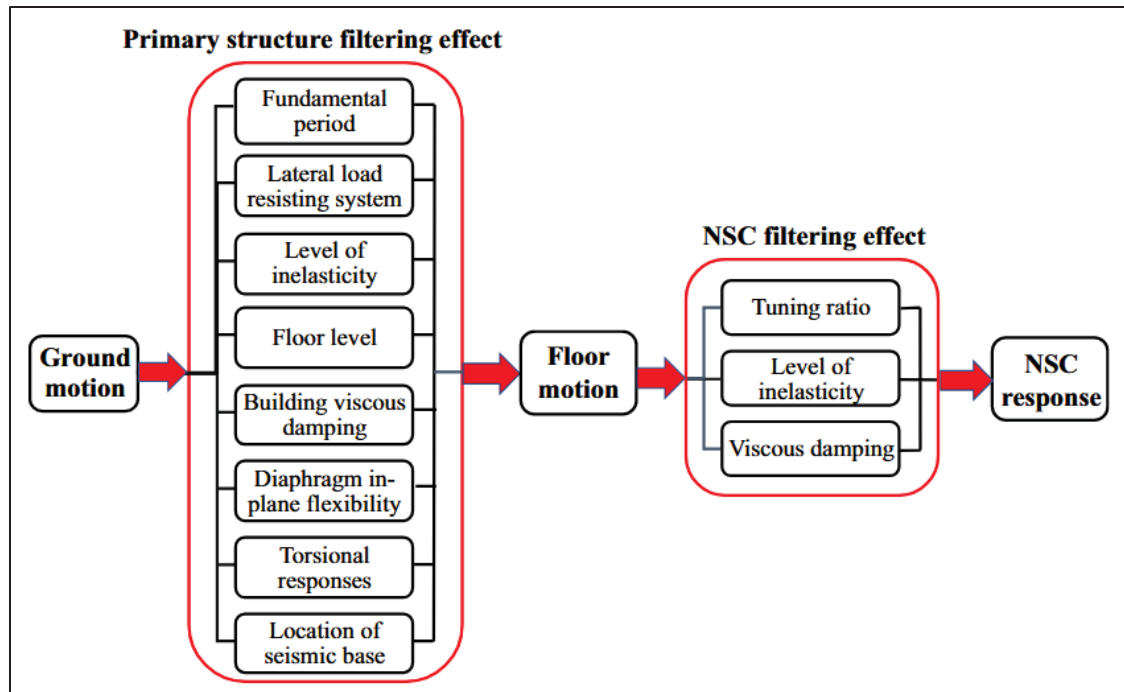 Primary structure filtering effect
Fundamental
period
Lateral load
resisting system
Level of
inelasticity
Floor level
Building viscous
damping
Diaphragm in-
plane flexibility
Torsional
responses
Location of
seismic base
Ground
motion
Floor
motion
NSC filtering effect
Tuning ratio
Level of
inelasticity
Viscous damping
NSC
response